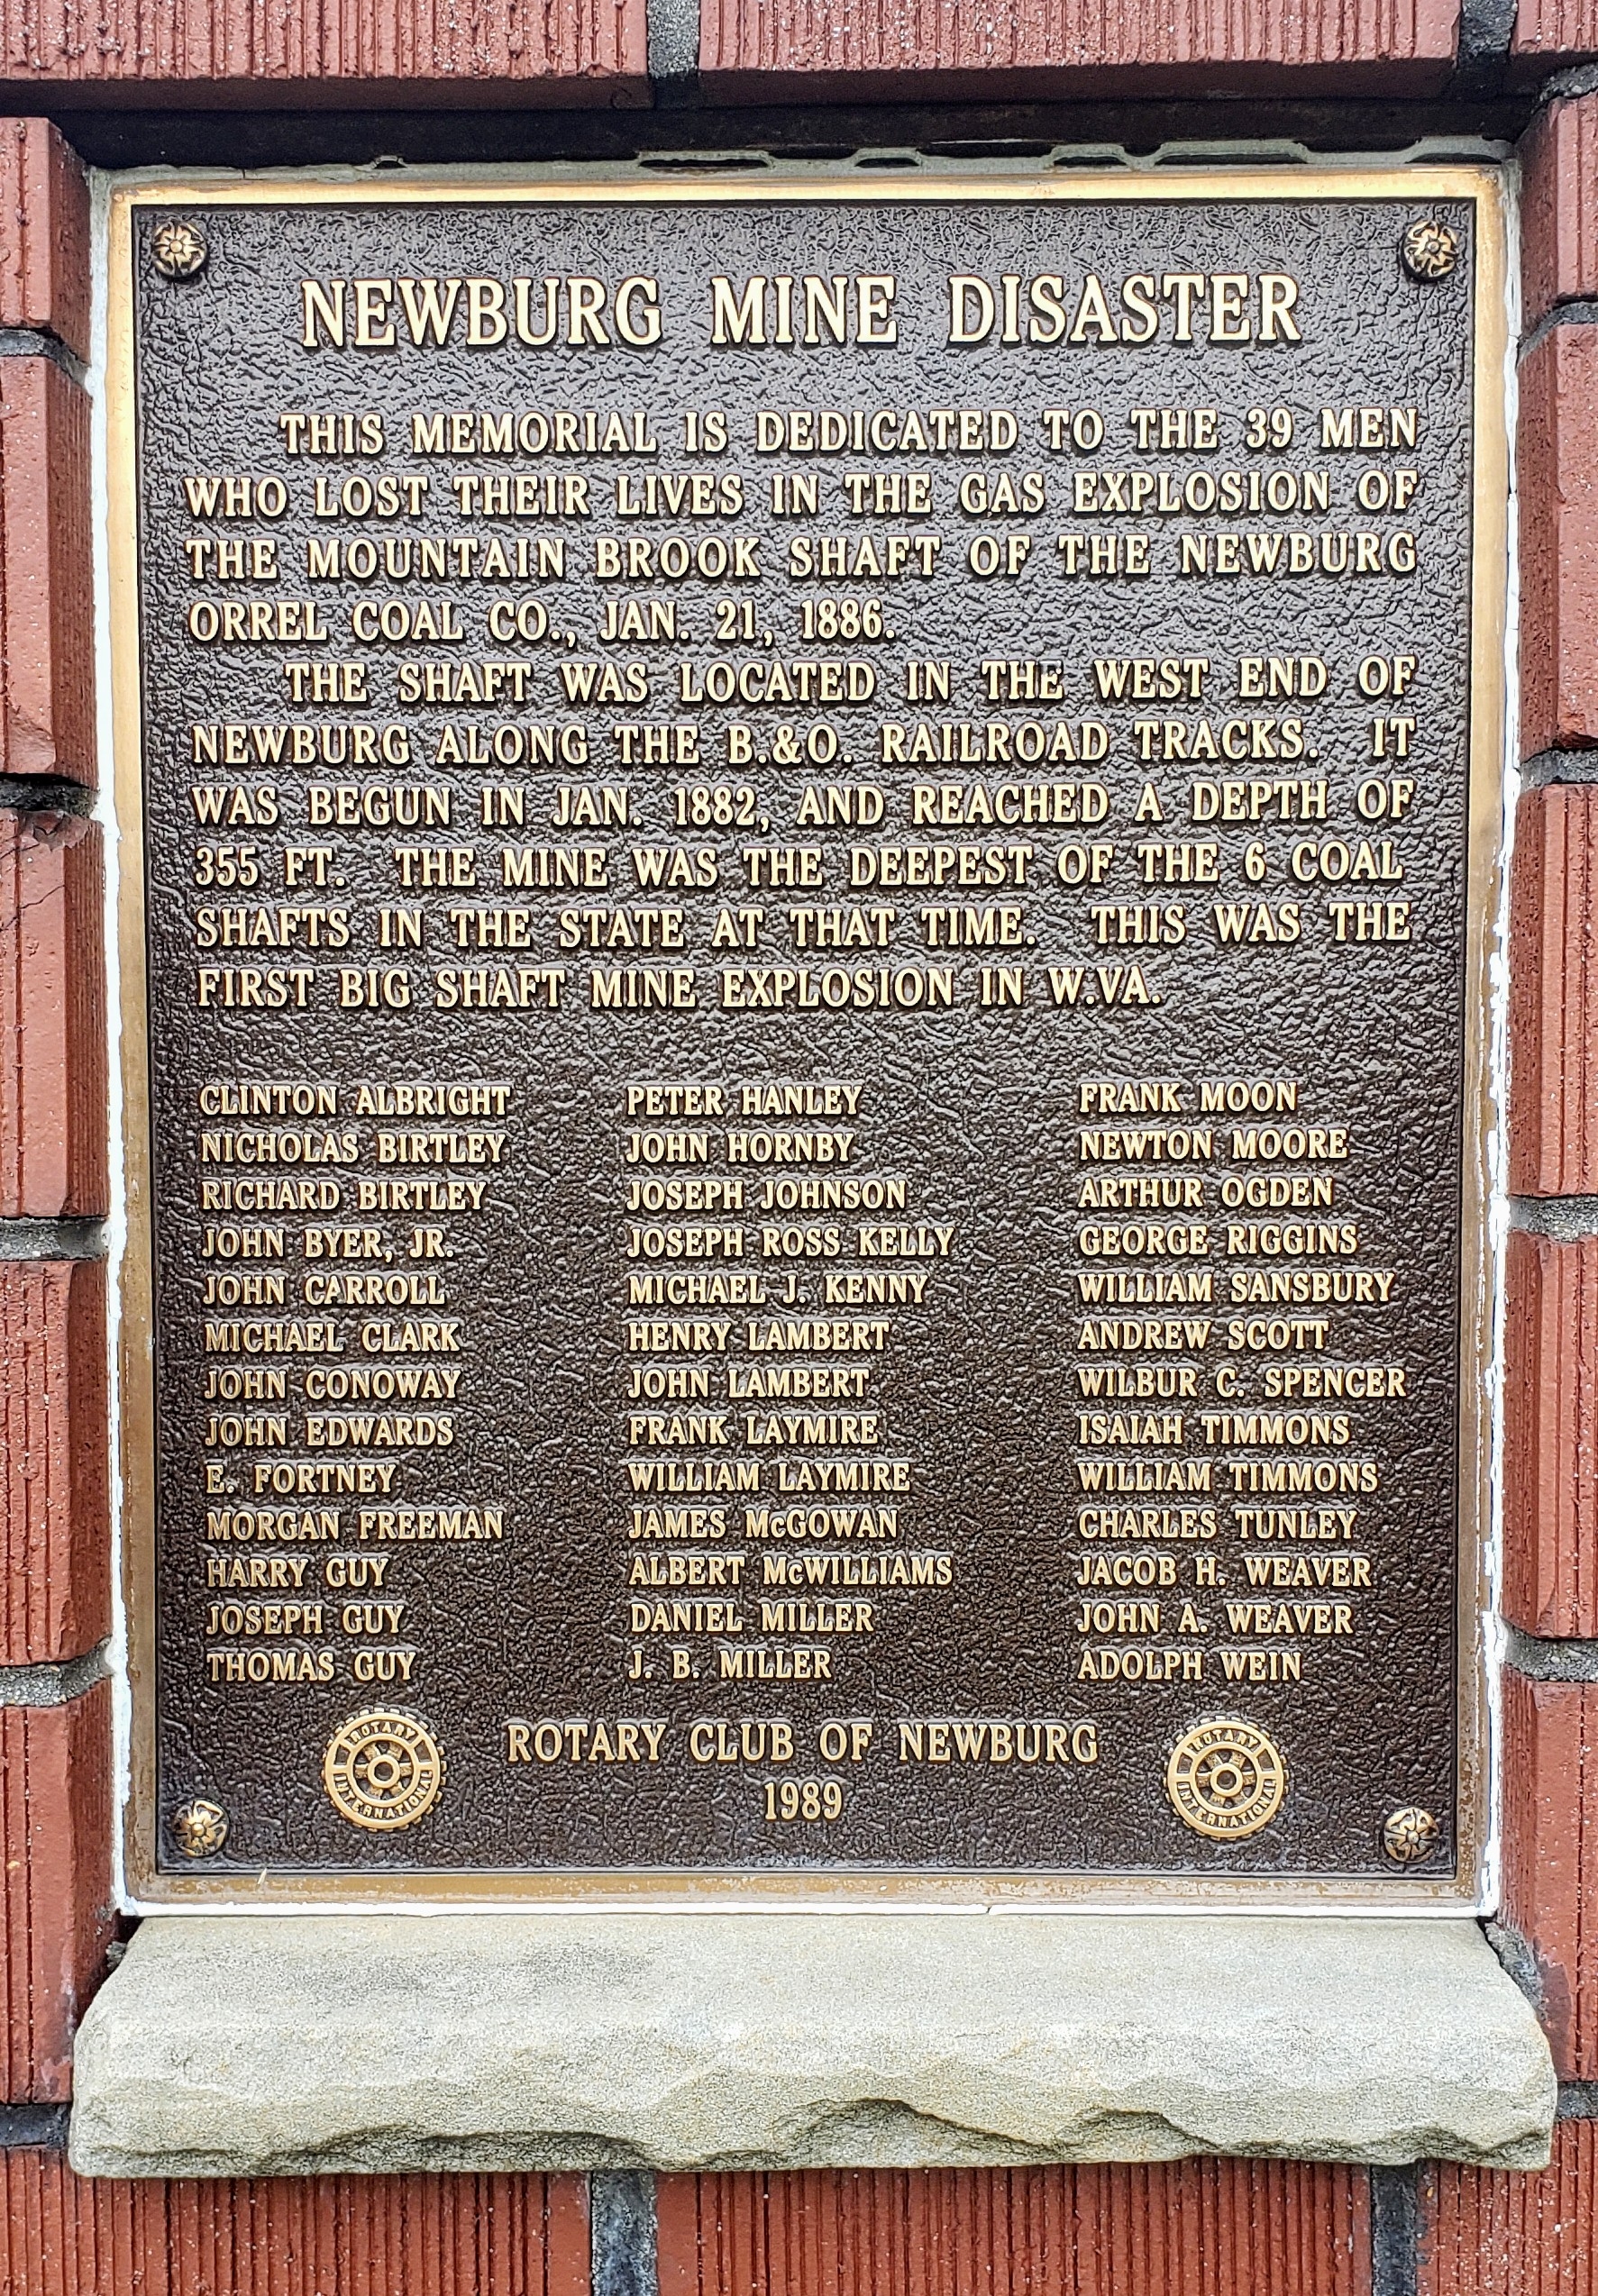 NEWBURG MINE DISASTER
THIS MEMORIAL IS DEDICATED TO THE 39 MEN
WHO LOST THEIR LIVES IN THE GAS EXPLOSION OF
THE MOUNTAIN BROOK SHAFT OF THE NEWBURG
ORREL COAL CO., JAN. 21, 1886.
THE SHAFT WAS LOCATED IN THE WEST END OF
NEWBURG ALONG THE B.&O. RAILROAD TRACKS. IT
WAS BEGUN IN JAN. 1882, AND REACHED A DEPTH OF
355 FT. THE MINE WAS THE DEEPEST OF THE 6 COAL
SHAFTS IN THE STATE AT THAT TIME. THIS WAS THE
FIRST BIG SHAFT MINE EXPLOSION IN W.VA.
CLINTON ALBRIGHT
NICHOLAS BIRTLEY
RICHARD BIRTLEY
JOHN BYER, JR.
JOHN CARROLL
MICHAEL CLARK
JOHN CONOWAY
JOHN EDWARDS
E. FORTNEY
MORGAN FREEMAN
HARRY GUY
JOSEPH GUY
THOMAS GUY
PETER HANLEY
JOHN HORNBY
JOSEPH JOHNSON
JOSEPH ROSS KELLY
MICHAEL J. KENNY
HENRY LAMBERT
JOHN LAMBERT
FRANK LAYMIRE
WILLIAM LAYMIRE
JAMES McGOWAN
ALBERT McWILLIAMS
DANIEL MILLER
J. B. MILLER
FRANK MOON
NEWTON MOORE
ARTHUR OGDEN
GEORGE RIGGINS
WILLIAM SANSBURY
ANDREW SCOTT
WILBUR C. SPENCER
ISAIAH TIMMONS
WILLIAM TIMMONS
CHARLES TUNLEY
JACOB H. WEAVER
JOHN A. WEAVER
ADOLPH WEIN
ROTARY INTERNATIONAL
ROTARY CLUB OF NEWBURG
1989
ROTARY INTERNATIONAL